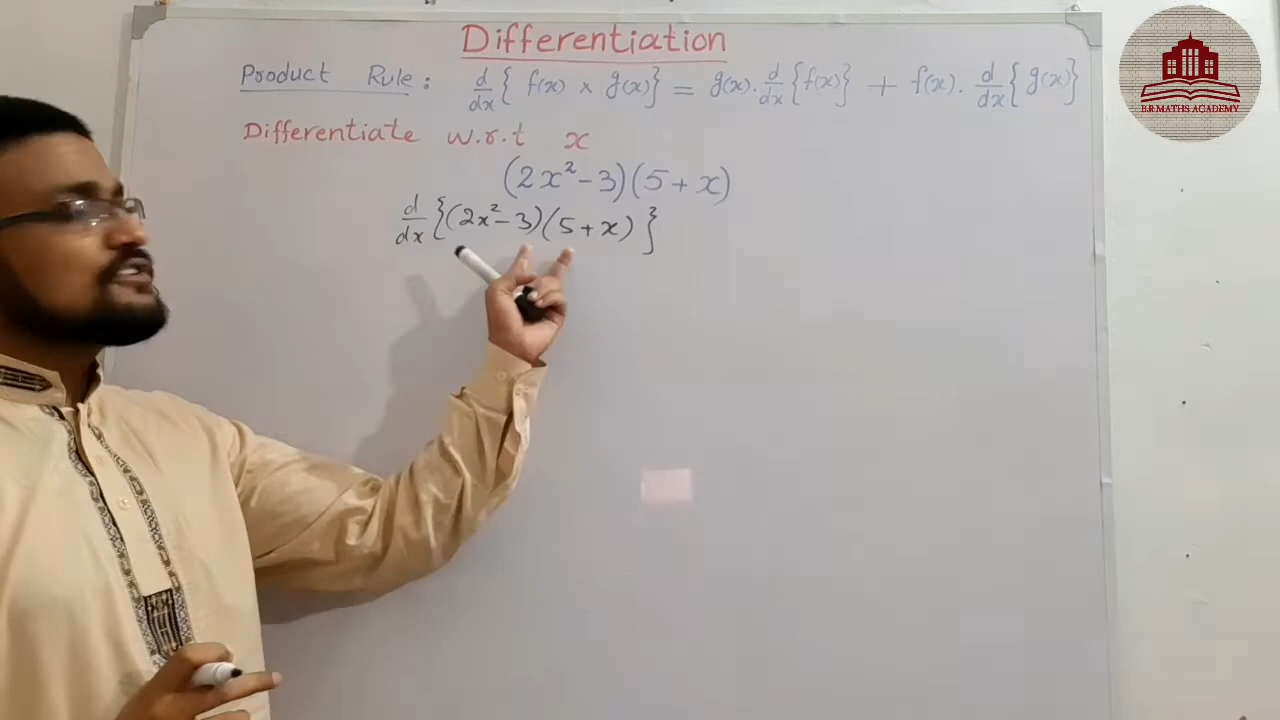 Differentiation
Product Rule : d/dx { f(x) × g(x) } = g(x) . d/dx { f(x) } + f(x) . d/dx { g(x) }
Differentiate w.r.t x
(2x² - 3)(5 + x)
d/dx {(2x² - 3)(5 + x) }
B.R MATHS ACADEMY